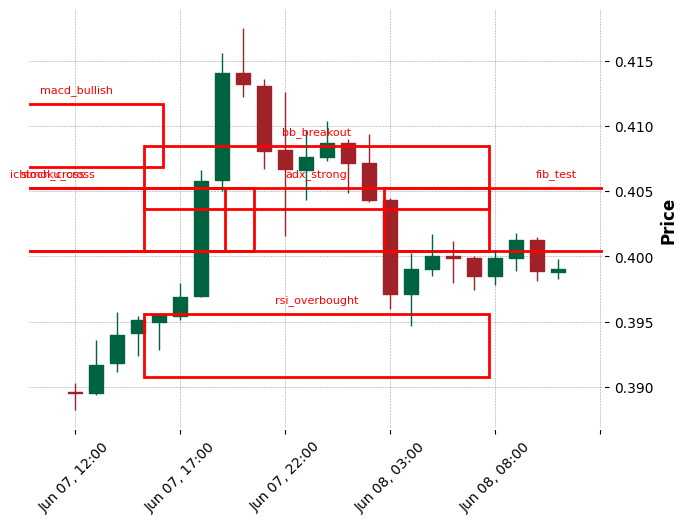 0.415
macd_bullish
0.410
bb_breakout
stoch_cross
adx_strong
fib_test
0.405
Price
0.400
rsi_overbought
0.395
0.390
Jun 07, 12:00
Jun 07, 17:00
Jun 07, 22:00
Jun 08, 03:00
Jun 08, 08:00